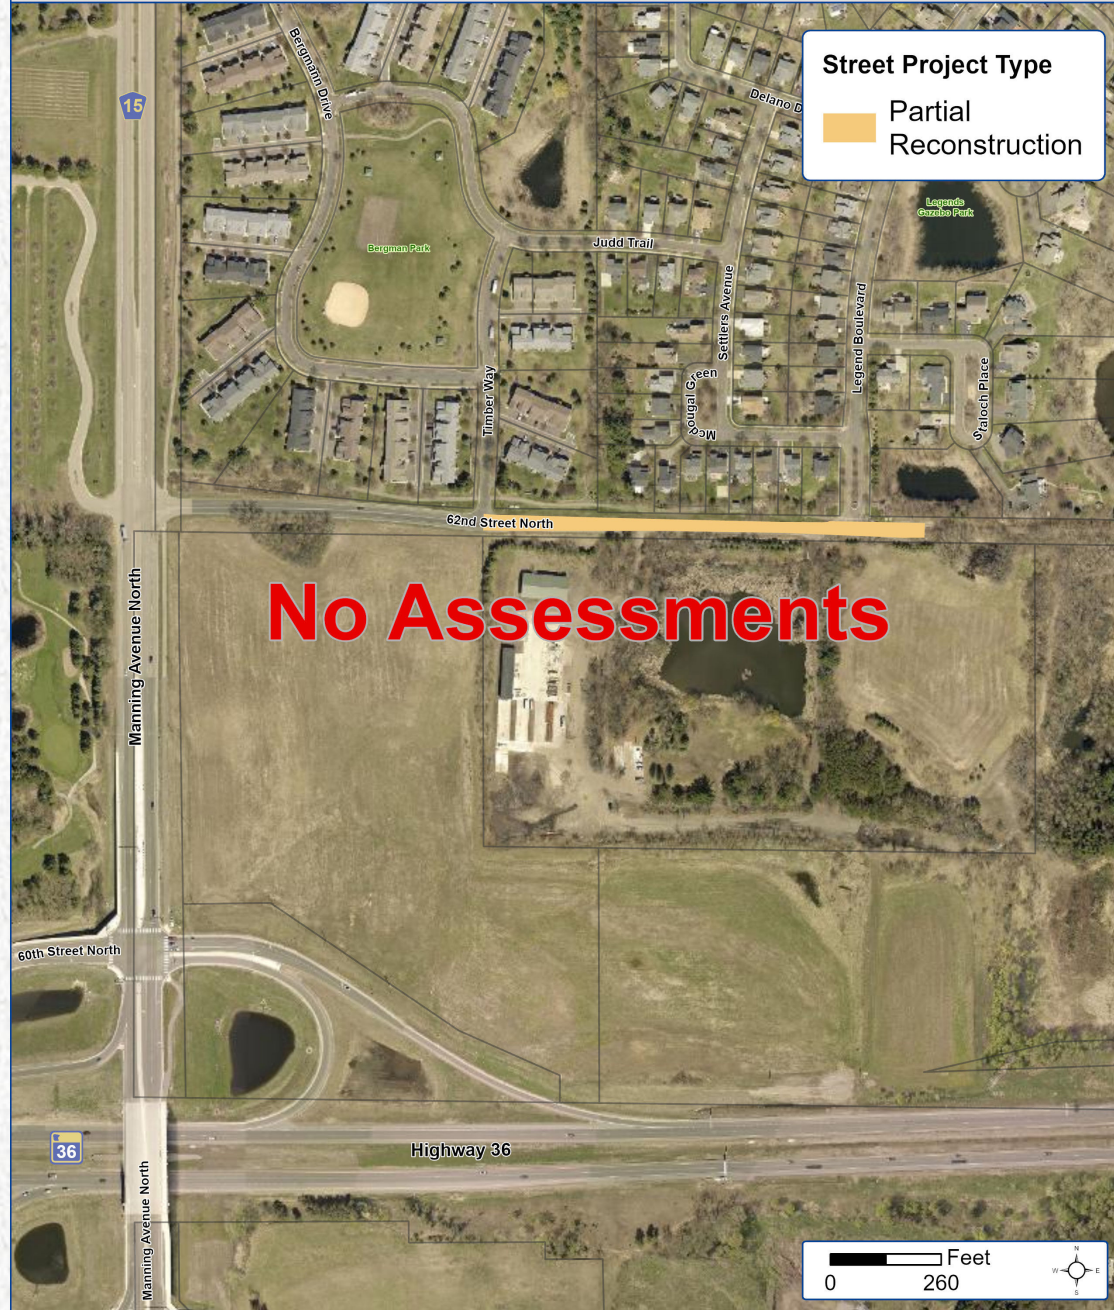 Street Project Type
Partial
Reconstruction
Bergmann Drive
15
Delano D
Legends
Gazebo Park
Judd Trail
Bergman Park
Settlers Avenue
Legend Boulevard
Timber Way
McDougal Green
Staloch Place
62nd Street North
No Assessments
Manning Avenue North
60th Street North
36
Highway 36
Manning Avenue North
Feet
0 260
N
W E
S